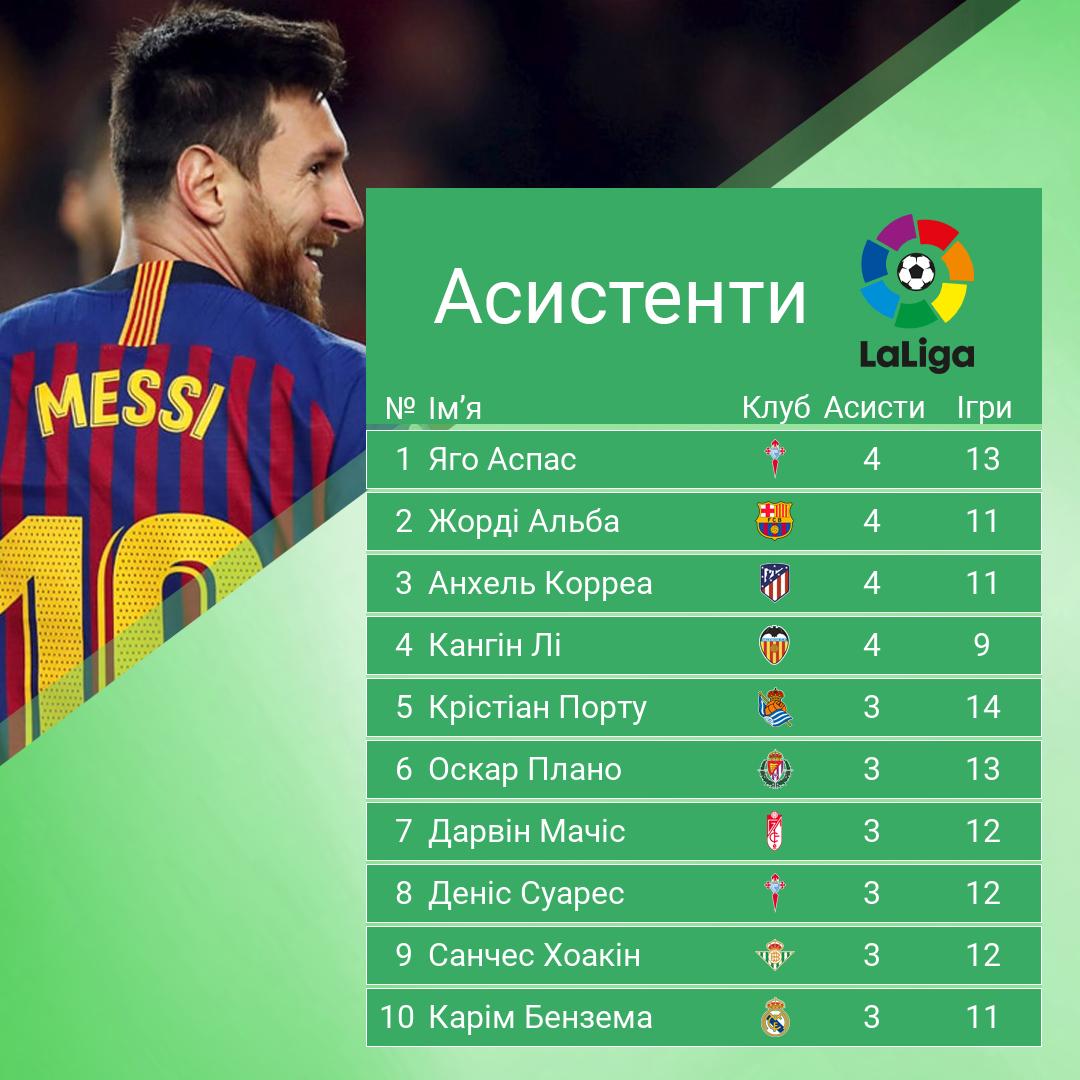 MESSI
10
Асистенти
LaLiga
№ Ім’я Клуб Асисти Ігри
1 Яго Аспас 4 13
2 Жорді Альба 4 11
3 Анхель Корреа 4 11
4 Кангін Лі 4 9
5 Крістіан Порту 3 14
6 Оскар Плано 3 13
7 Дарвін Мачіс 3 12
8 Деніс Суарес 3 12
9 Санчес Хоакін 3 12
10 Карім Бензема 3 11